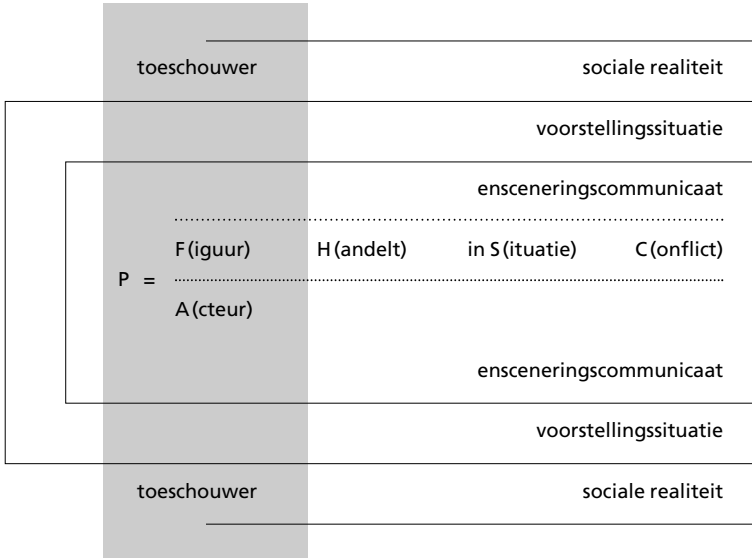 toeschouwer sociale realiteit
voorstellingssituatie
ensceneringscommunicaat
F (iguur) H (andelt) in S (ituatie) C (onflict)
P =
A (cteur)
ensceneringscommunicaat
voorstellingssituatie
toeschouwer sociale realiteit